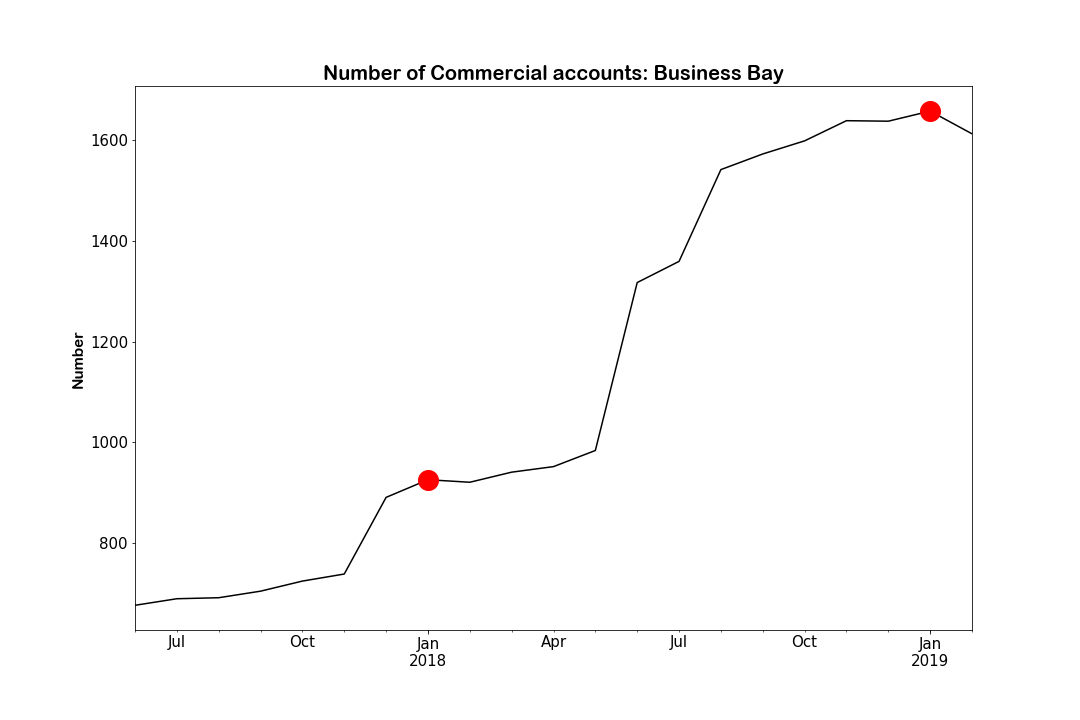 Number of Commercial accounts: Business Bay
Number
1600
1400
1200
1000
800
Jul
Oct
Jan
2018
Apr
Jul
Oct
Jan
2019